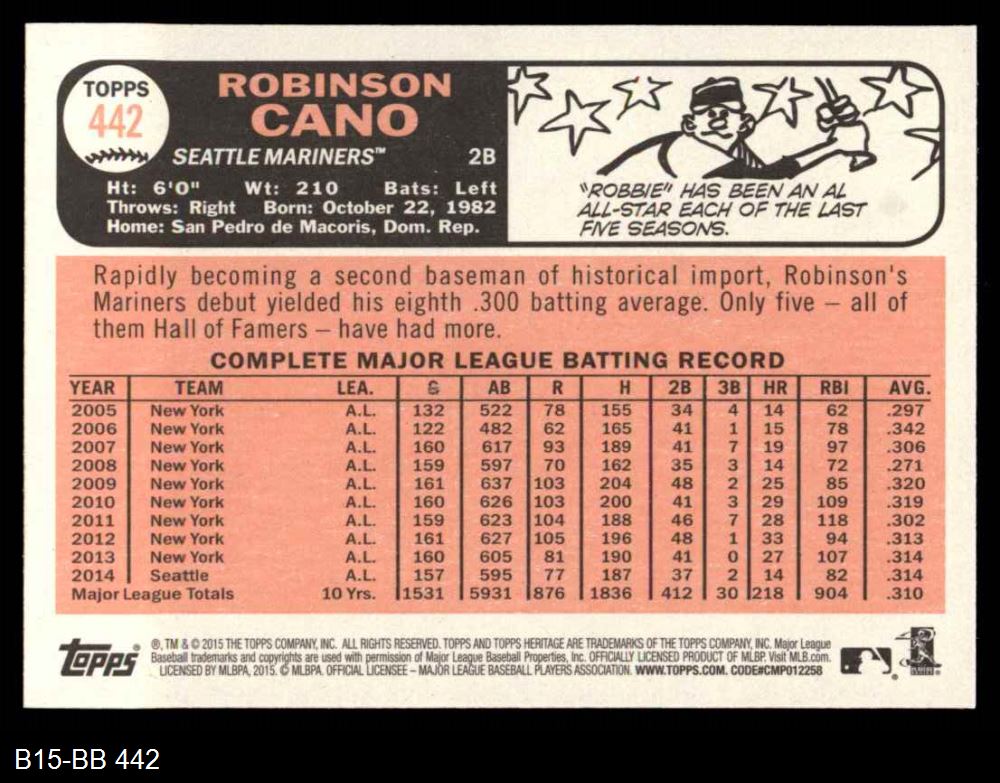 TOPPS
442
ROBINSON
CANO
SEATTLE MARINERS™ 2B
Ht: 6'0" Wt: 210 Bats: Left
Throws: Right Born: October 22, 1982
Home: San Pedro de Macoris, Dom. Rep.
"ROBBIE" HAS BEEN AN AL
ALL-STAR EACH OF THE LAST
FIVE SEASONS.
Rapidly becoming a second baseman of historical import, Robinson's
Mariners debut yielded his eighth .300 batting average. Only five – all of
them Hall of Famers – have had more.
COMPLETE MAJOR LEAGUE BATTING RECORD
YEAR TEAM LEA. G AB R H 2B 3B HR RBI AVG.
2005 New York A.L. 132 522 78 155 34 4 14 62 .297
2006 New York A.L. 122 482 62 165 41 1 15 78 .342
2007 New York A.L. 160 617 93 189 41 7 19 97 .306
2008 New York A.L. 159 597 70 162 35 3 14 72 .271
2009 New York A.L. 161 637 103 204 48 2 25 85 .320
2010 New York A.L. 160 626 103 200 41 3 29 109 .319
2011 New York A.L. 159 623 104 188 46 7 28 118 .302
2012 New York A.L. 161 627 105 196 48 1 33 94 .313
2013 New York A.L. 160 605 81 190 41 0 27 107 .314
2014 Seattle A.L. 157 595 77 187 37 2 14 82 .314
Major League Totals 10 Yrs. 1531 5931 876 1836 412 30 218 904 .310
topps®
®, TM & © 2015 THE TOPPS COMPANY, INC. ALL RIGHTS RESERVED. TOPPS AND TOPPS HERITAGE ARE TRADEMARKS OF THE TOPPS COMPANY, INC. Major League
Baseball trademarks and copyrights are used with permission of Major League Baseball Properties, Inc. OFFICIALLY LICENSED PRODUCT OF MLBP. Visit MLB.com.
LICENSED BY MLBPA, 2015. © MLBPA. OFFICIAL LICENSEE – MAJOR LEAGUE BASEBALL PLAYERS ASSOCIATION. WWW.TOPPS.COM. CODE#CMP012258
B15-BB 442